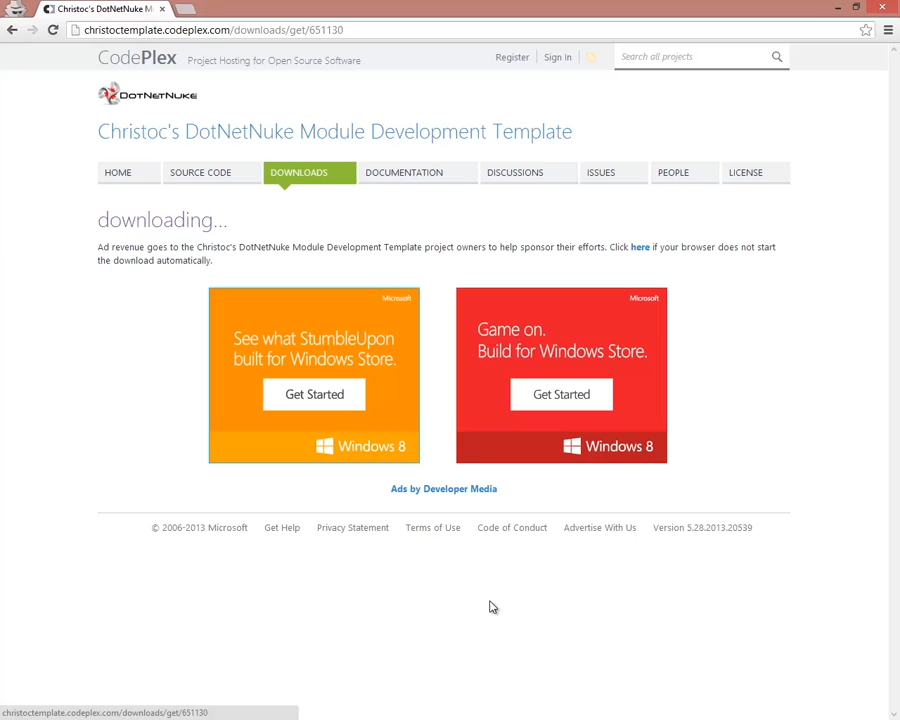 Christoc's DotNetNuke M
christoctemplate.codeplex.com/downloads/get/651130
CodePlex Project Hosting for Open Source Software Register Sign In Search all projects
DOTNETNUKE
Christoc's DotNetNuke Module Development Template
HOME SOURCE CODE DOWNLOADS DOCUMENTATION DISCUSSIONS ISSUES PEOPLE LICENSE
downloading...
Ad revenue goes to the Christoc's DotNetNuke Module Development Template project owners to help sponsor their efforts. Click here if your browser does not start
the download automatically.
Microsoft
See what StumbleUpon
built for Windows Store.
Get Started
Windows 8
Microsoft
Game on.
Build for Windows Store.
Get Started
Windows 8
Ads by Developer Media
© 2006-2013 Microsoft Get Help Privacy Statement Terms of Use Code of Conduct Advertise With Us Version 5.28.2013.20539
christoctemplate.codeplex.com/downloads/get/651130